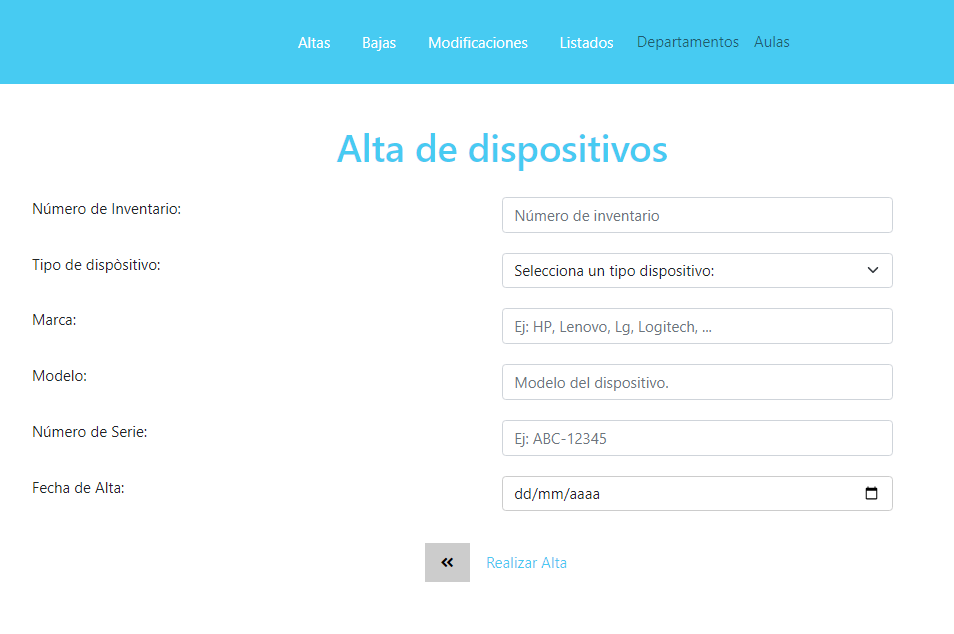 Altas Bajas Modificaciones Listados Departamentos Aulas
Alta de dispositivos
Número de Inventario: Número de inventario
Tipo de dispòsitivo: Selecciona un tipo dispositivo:
Marca: Ej: HP, Lenovo, Lg, Logitech, ...
Modelo: Modelo del dispositivo.
Número de Serie: Ej: ABC-12345
Fecha de Alta: dd/mm/aaaa
Realizar Alta